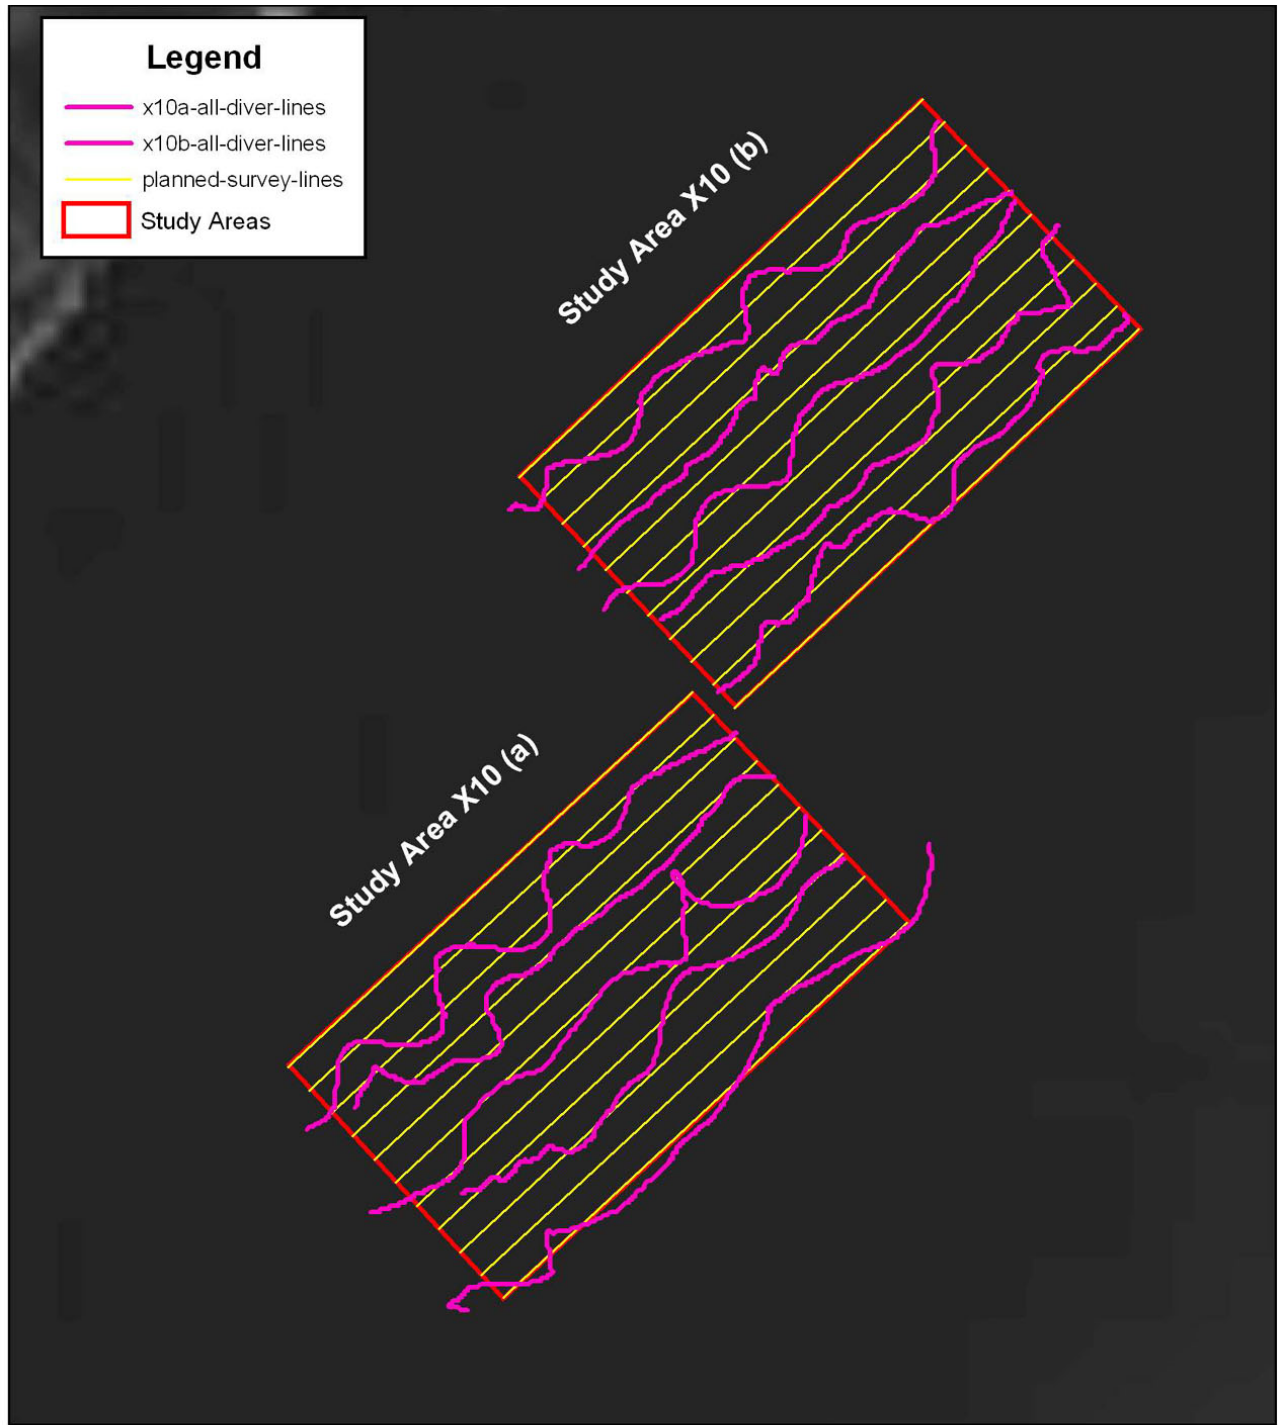 Legend
x10a-all-diver-lines
x10b-all-diver-lines
planned-survey-lines
Study Areas
Study Area X10 (b)
Study Area X10 (a)